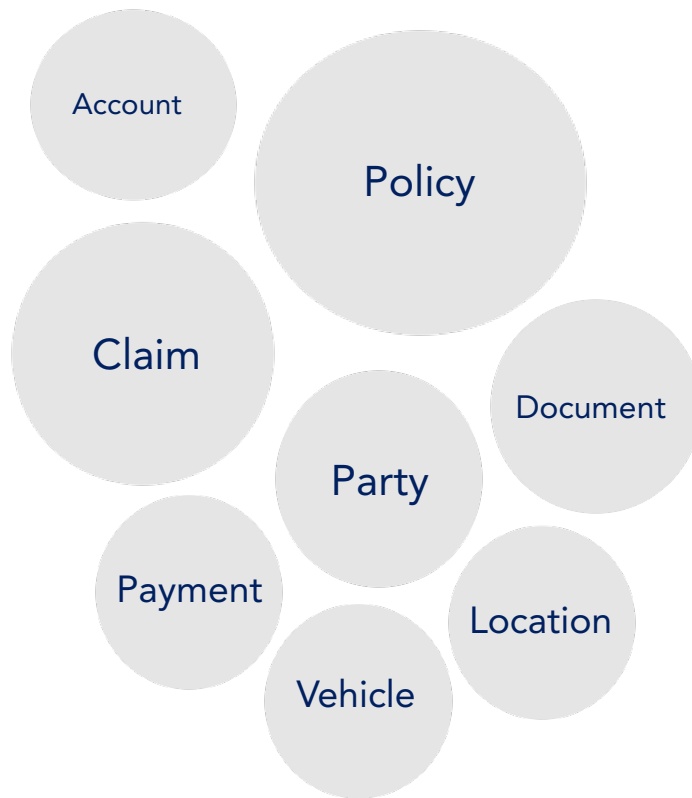 Account
Policy
Claim
Document
Party
Payment
Location
Vehicle